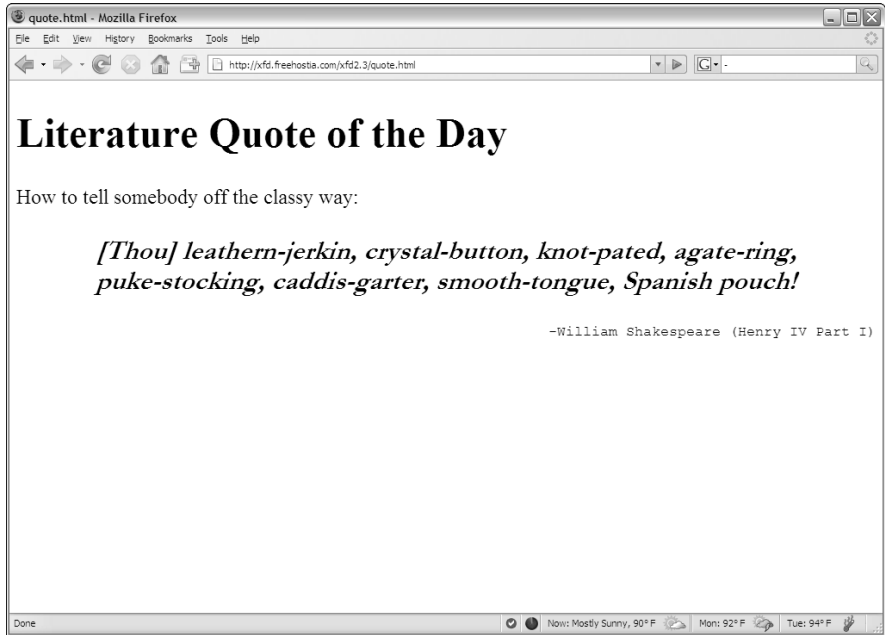 quote.html - Mozilla Firefox
File Edit View History Bookmarks Tools Help
http://xfd.freehostia.com/xfd2.3/quote.html
G -
Literature Quote of the Day
How to tell somebody off the classy way:
[Thou] leathern-jerkin, crystal-button, knot-pated, agate-ring,
puke-stocking, caddis-garter, smooth-tongue, Spanish pouch!
-William Shakespeare (Henry IV Part I)
Done Now: Mostly Sunny, 90° F Mon: 92° F Tue: 94° F